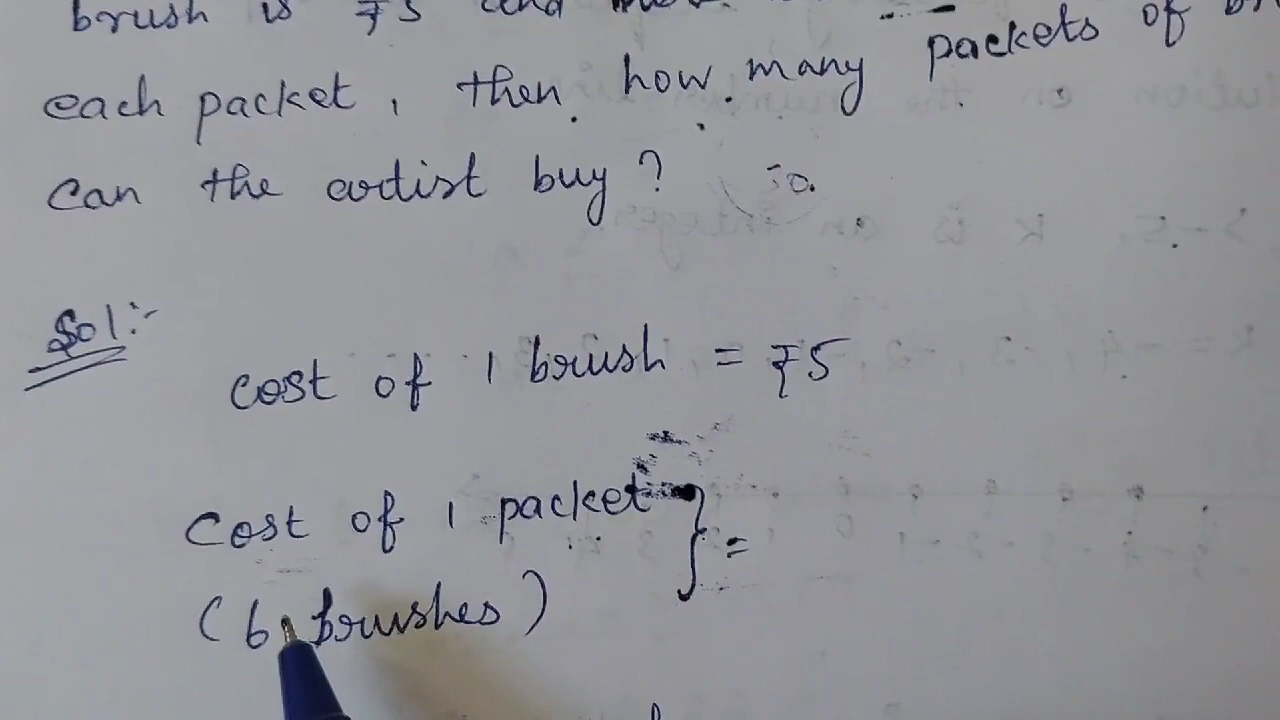 brush is ₹5 and
each packet, then how many packets of
can the artist buy?
Sol:-
Cost of 1 brush = ₹5
Cost of 1 packet } =
(6 brushes)